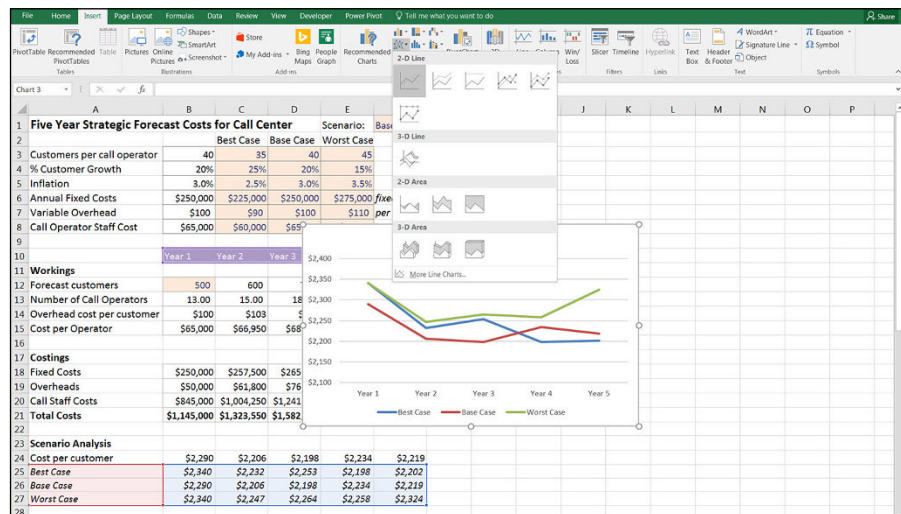 File Home Insert Page Layout Formulas Data Review View Developer Power Pivot Tell me what you want to do Share
PivotTable Recommended PivotTables Table Pictures Online Pictures Shapes SmartArt Screenshot Store My Add-ins Bing Maps People Graph Recommended Charts Win/Loss Slicer Timeline Hyperlink Text Box Header & Footer WordArt Signature Line Object Equation Symbol
Tables Illustrations Add-ins Filters Links Text Symbols
Chart 3 fx
2-D Line
3-D Line
2-D Area
3-D Area
More Line Charts...
A B C D E J K L M N O P
1 Five Year Strategic Forecast Costs for Call Center Scenario: Base
2 Best Case Base Case Worst Case
3 Customers per call operator 40 35 40 45
4 % Customer Growth 20% 25% 20% 15%
5 Inflation 3.0% 2.5% 3.0% 3.5%
6 Annual Fixed Costs $250,000 $225,000 $250,000 $275,000 fixed
7 Variable Overhead $100 $90 $100 $110 per
8 Call Operator Staff Cost $65,000 $60,000 $65
9
10 Year 1 Year 2 Year 3
11 Workings
12 Forecast customers 500 600
13 Number of Call Operators 13.00 15.00 18
14 Overhead cost per customer $100 $103 $
15 Cost per Operator $65,000 $66,950 $68
16
17 Costings
18 Fixed Costs $250,000 $257,500 $265
19 Overheads $50,000 $61,800 $76
20 Call Staff Costs $845,000 $1,004,250 $1,241
21 Total Costs $1,145,000 $1,323,550 $1,582
22
23 Scenario Analysis
24 Cost per customer $2,290 $2,206 $2,198 $2,234 $2,219
25 Best Case $2,340 $2,232 $2,253 $2,198 $2,202
26 Base Case $2,290 $2,206 $2,198 $2,234 $2,219
27 Worst Case $2,340 $2,247 $2,264 $2,258 $2,324
28
$2,400
$2,350
$2,300
$2,250
$2,200
$2,150
$2,100
Year 1 Year 2 Year 3 Year 4 Year 5
Best Case Base Case Worst Case